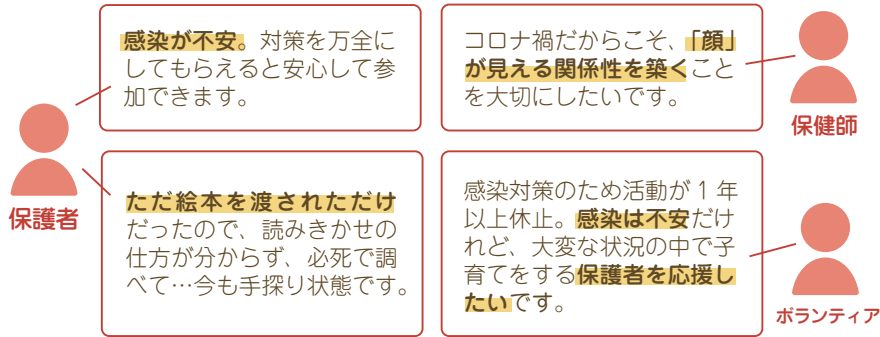 感染が不安。対策を万全に
してもらえると安心して参
加できます。
保護者
ただ絵本を渡されただけ
だったので、読みきかせの
仕方が分からず、必死で調
べて…今も手探り状態です。
コロナ禍だからこそ、「顔」
が見える関係性を築くこと
を大切にしたいです。
保健師
感染対策のため活動が1年
以上休止。感染は不安だけ
れど、大変な状況の中で子
育てをする保護者を応援し
たいです。
ボランティア